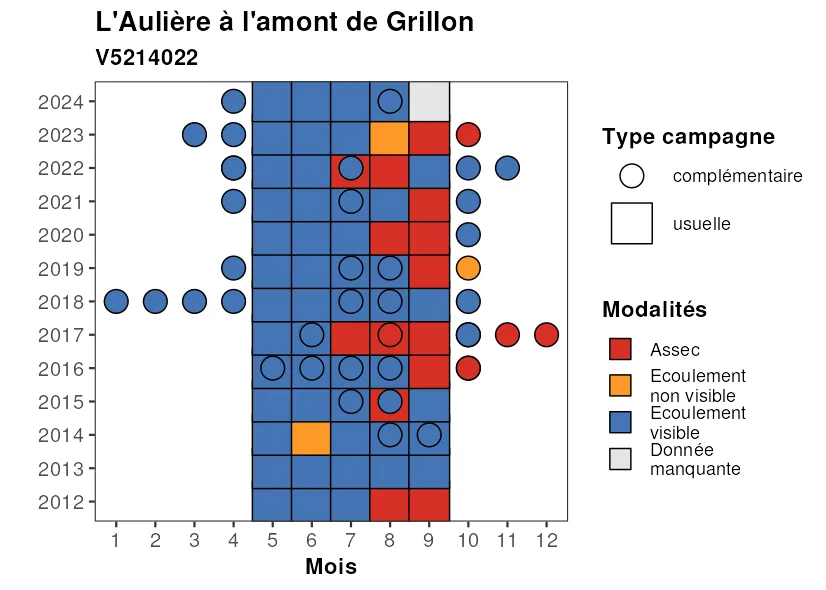 L'Aulière à l'amont de Grillon
V5214022
2024
2023
2022
2021
2020
2019
2018
2017
2016
2015
2014
2013
2012
1 2 3 4 5 6 7 8 9 10 11 12
Mois
Type campagne
complémentaire
usuelle
Modalités
Assec
Ecoulement
non visible
Ecoulement
visible
Donnée
manquante